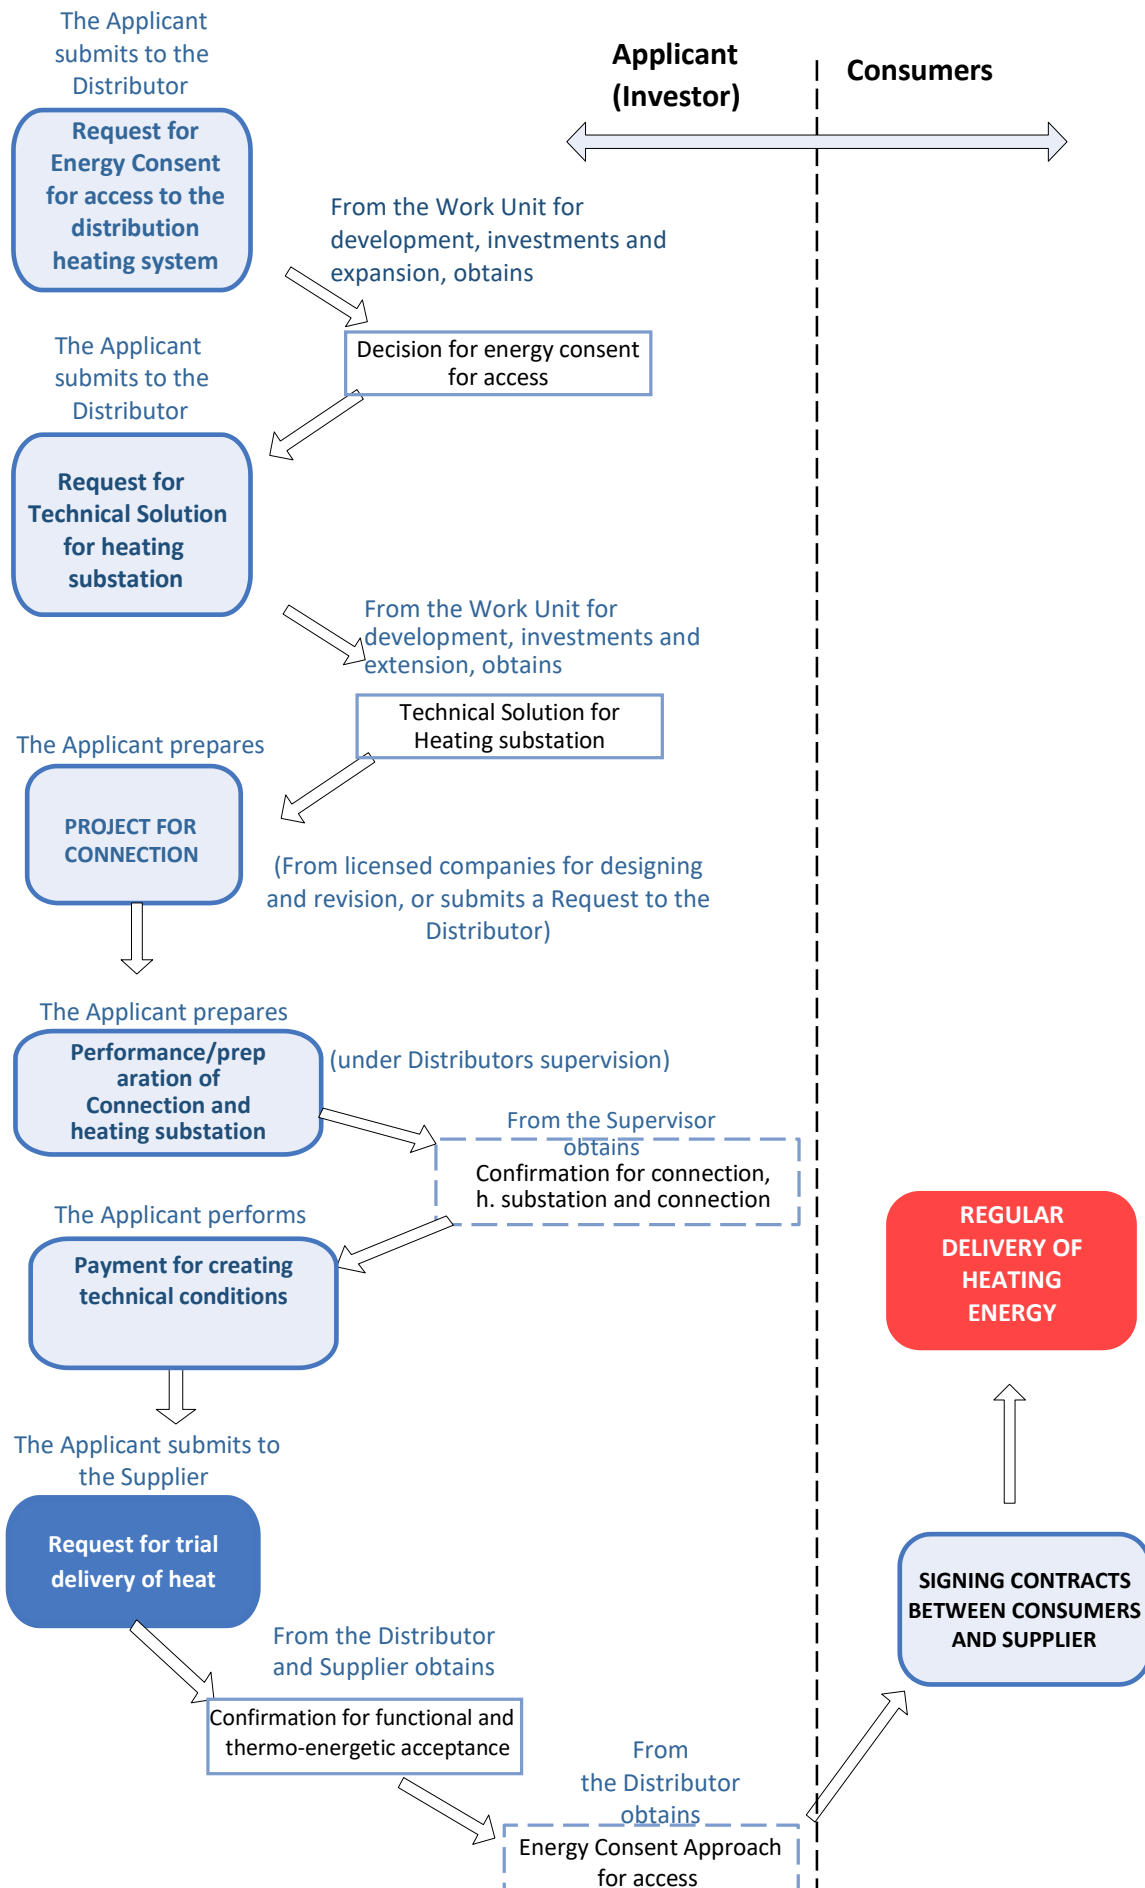 The Applicant
submits to the
Distributor
Request for
Energy Consent
for access to the
distribution
heating system
Applicant
(Investor)
Consumers
From the Work Unit for
development, investments and
expansion, obtains
Decision for energy consent
for access
The Applicant
submits to the
Distributor
Request for
Technical Solution
for heating
substation
From the Work Unit for
development, investments and
extension, obtains
Technical Solution for
Heating substation
The Applicant prepares
PROJECT FOR
CONNECTION
(From licensed companies for designing
and revision, or submits a Request to the
Distributor)
The Applicant prepares
Performance/prep
aration of
Connection and
heating substation
(under Distributors supervision)
From the Supervisor
obtains
Confirmation for connection,
h. substation and connection
The Applicant performs
Payment for creating
technical conditions
The Applicant submits to
the Supplier
Request for trial
delivery of heat
From the Distributor
and Supplier obtains
Confirmation for functional and
thermo-energetic acceptance
From
the Distributor
obtains
Energy Consent Approach
for access
SIGNING CONTRACTS
BETWEEN CONSUMERS
AND SUPPLIER
REGULAR
DELIVERY OF
HEATING
ENERGY